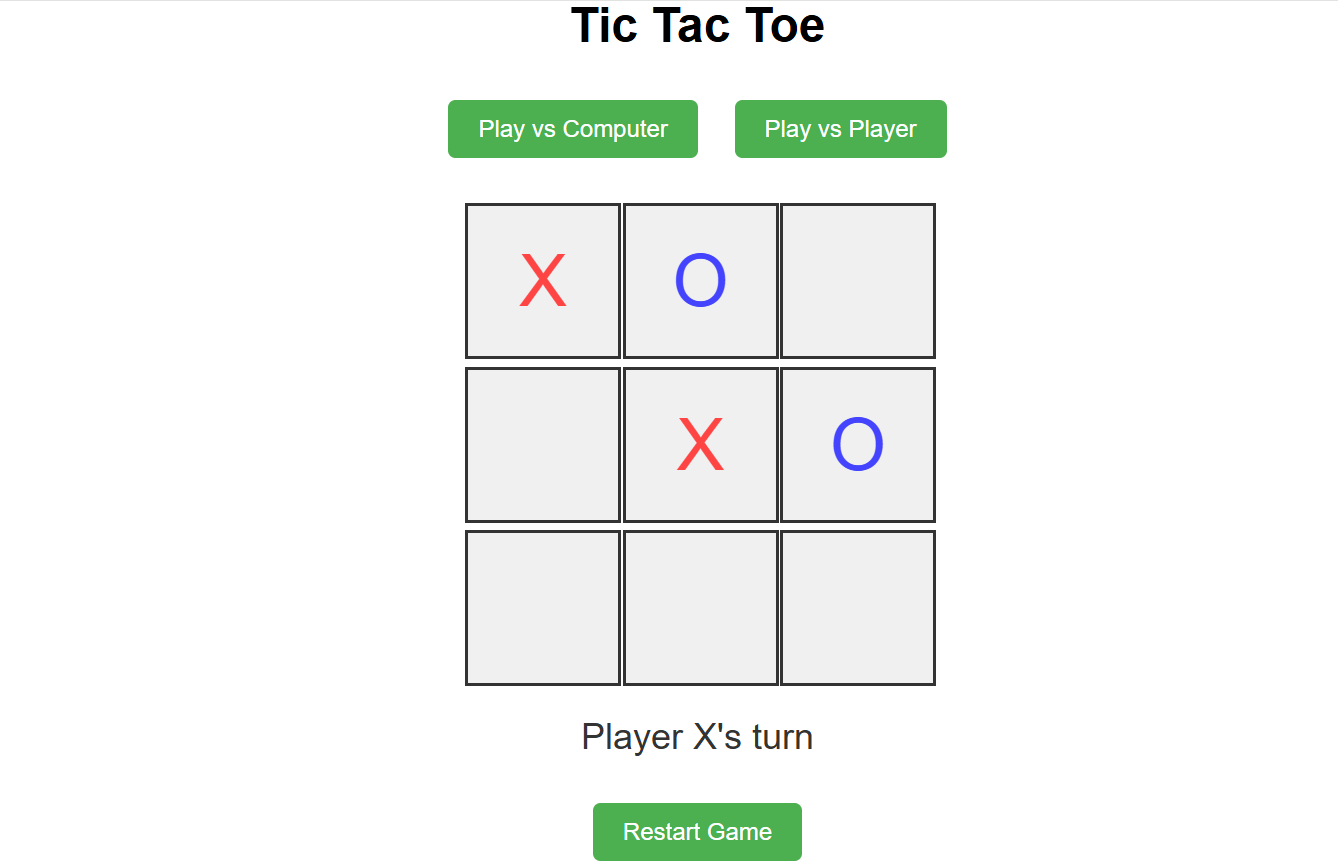 Tic Tac Toe
Play vs Computer Play vs Player
X O
X O
Player X's turn
Restart Game